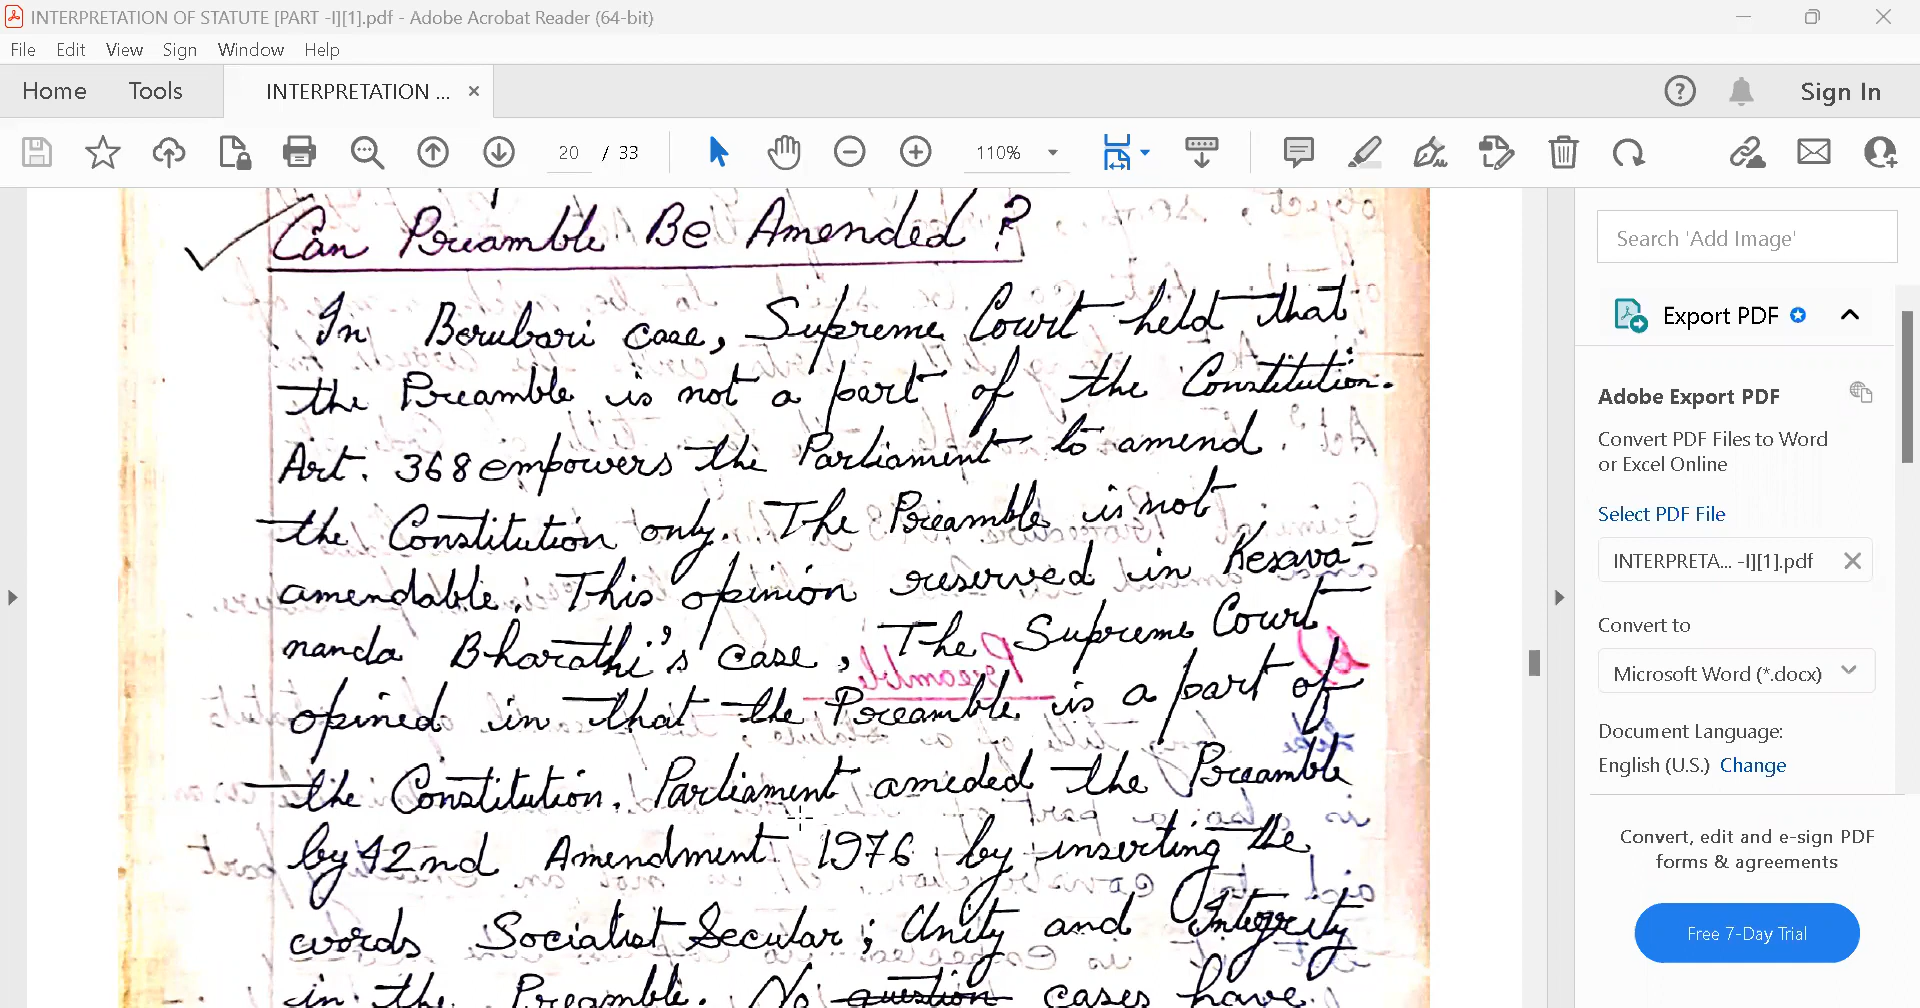 INTERPRETATION OF STATUTE [PART -I][1].pdf - Adobe Acrobat Reader (64-bit)
File Edit View Sign Window Help
Home Tools INTERPRETATION ... × Sign In
20 / 33 110%
Can Preamble Be Amended?
In Berubari case, Supreme Court held that
the Preamble is not a part of the Constitution.
Art. 368 empowers the Parliament to amend
the Constitution only. The Preamble is not
amendable. This opinion reserved in Kesava-
nanda Bharathi's case, The Supreme Court
opined in that the Preamble is a part of
the Constitution. Parliament ameded the Preamble
by 42nd Amendment 1976 by inserting the
words Socialist Secular; Unity and Integrity
in the Preamble. No question cases have
Search 'Add Image'
Export PDF
Adobe Export PDF
Convert PDF Files to Word
or Excel Online
Select PDF File
INTERPRETA... -I][1].pdf
Convert to
Microsoft Word (*.docx)
Document Language:
English (U.S.) Change
Convert, edit and e-sign PDF
forms & agreements
Free 7-Day Trial